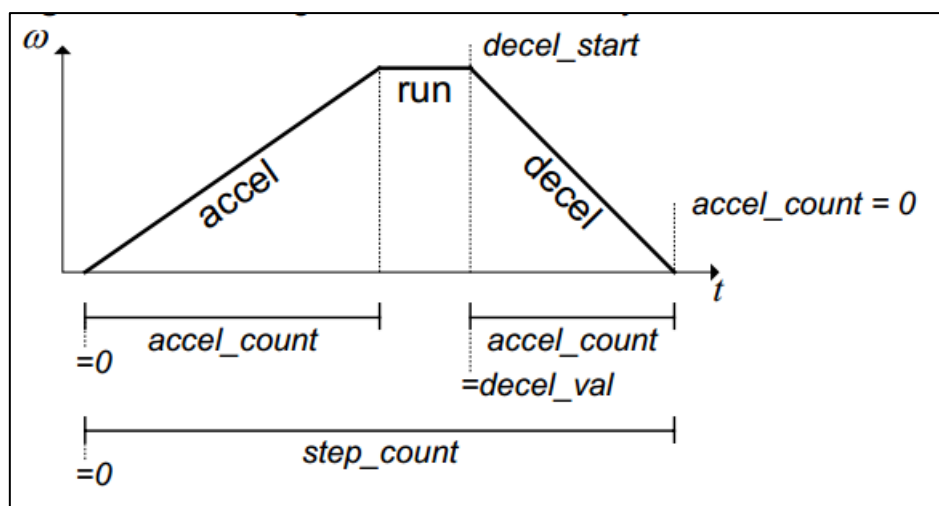 ω
decel_start
run
accel
decel
accel_count = 0
t
accel_count
accel_count
=0
=decel_val
step_count
=0